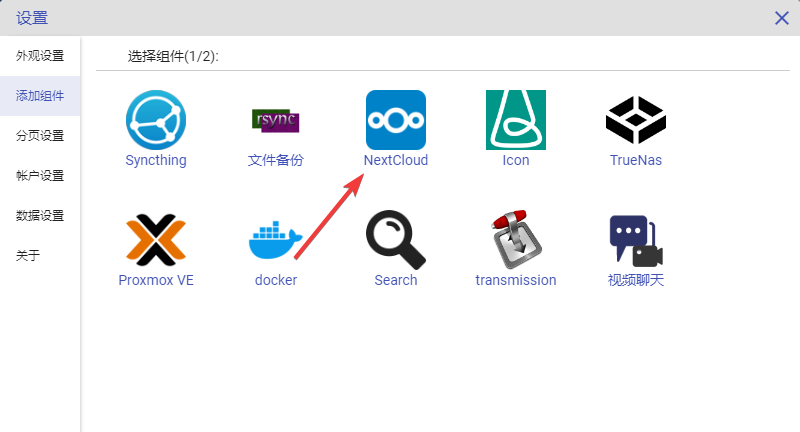 设置
外观设置
添加组件
分页设置
帐户设置
数据设置
关于
选择组件(1/2):
rsync
Syncthing
文件备份
NextCloud
Icon
TrueNas
Proxmox VE
docker
Search
transmission
视频聊天